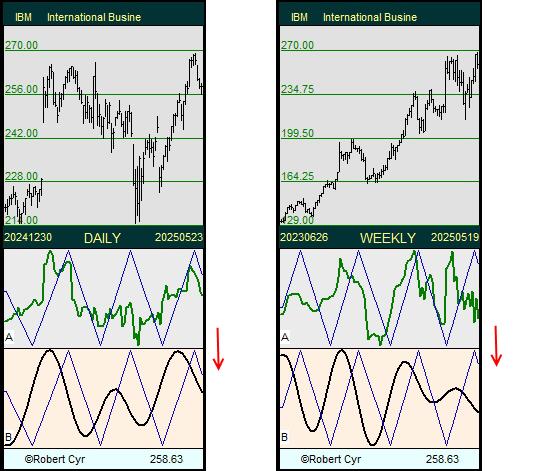 IBM International Busine
270.00
256.00
242.00
228.00
20241230 DAILY 20250523
A
B
©Robert Cyr 258.63
IBM International Busine
270.00
234.75
199.50
164.25
20230626 WEEKLY 20250519
A
B
©Robert Cyr 258.63